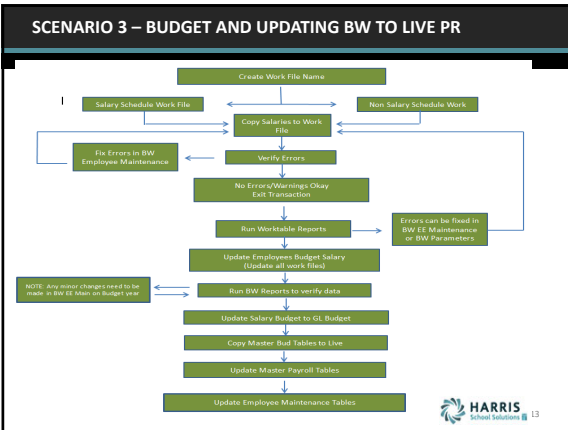 SCENARIO 3 – BUDGET AND UPDATING BW TO LIVE PR
Create Work File Name
Salary Schedule Work File
Non Salary Schedule Work
Copy Salaries to Work
File
Fix Errors in BW
Employee Maintenance
Verify Errors
No Errors/Warnings Okay
Exit Transaction
Run Worktable Reports
Errors can be fixed in
BW EE Maintenance
or BW Parameters
Update Employees Budget Salary
(Update all work files)
NOTE: Any minor changes need to be
made in BW EE Main on Budget year
Run BW Reports to verify data
Update Salary Budget to GL Budget
Copy Master Bud Tables to Live
Update Master Payroll Tables
Update Employee Maintenance Tables
HARRIS
School Solutions
13